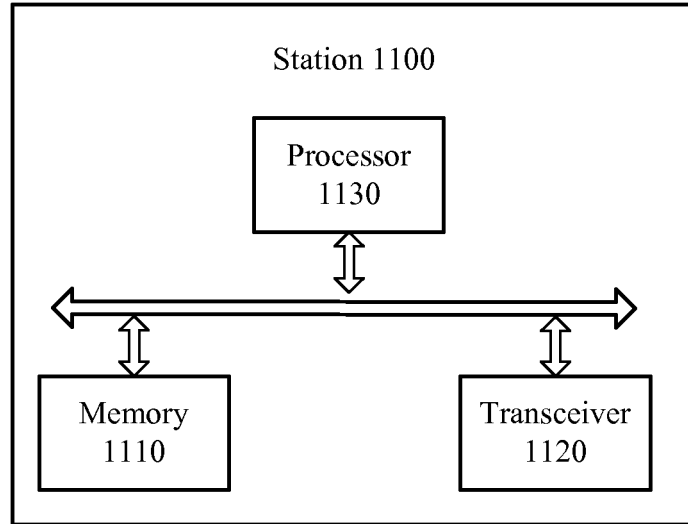 Station 1100
Processor
1130
Memory
1110
Transceiver
1120